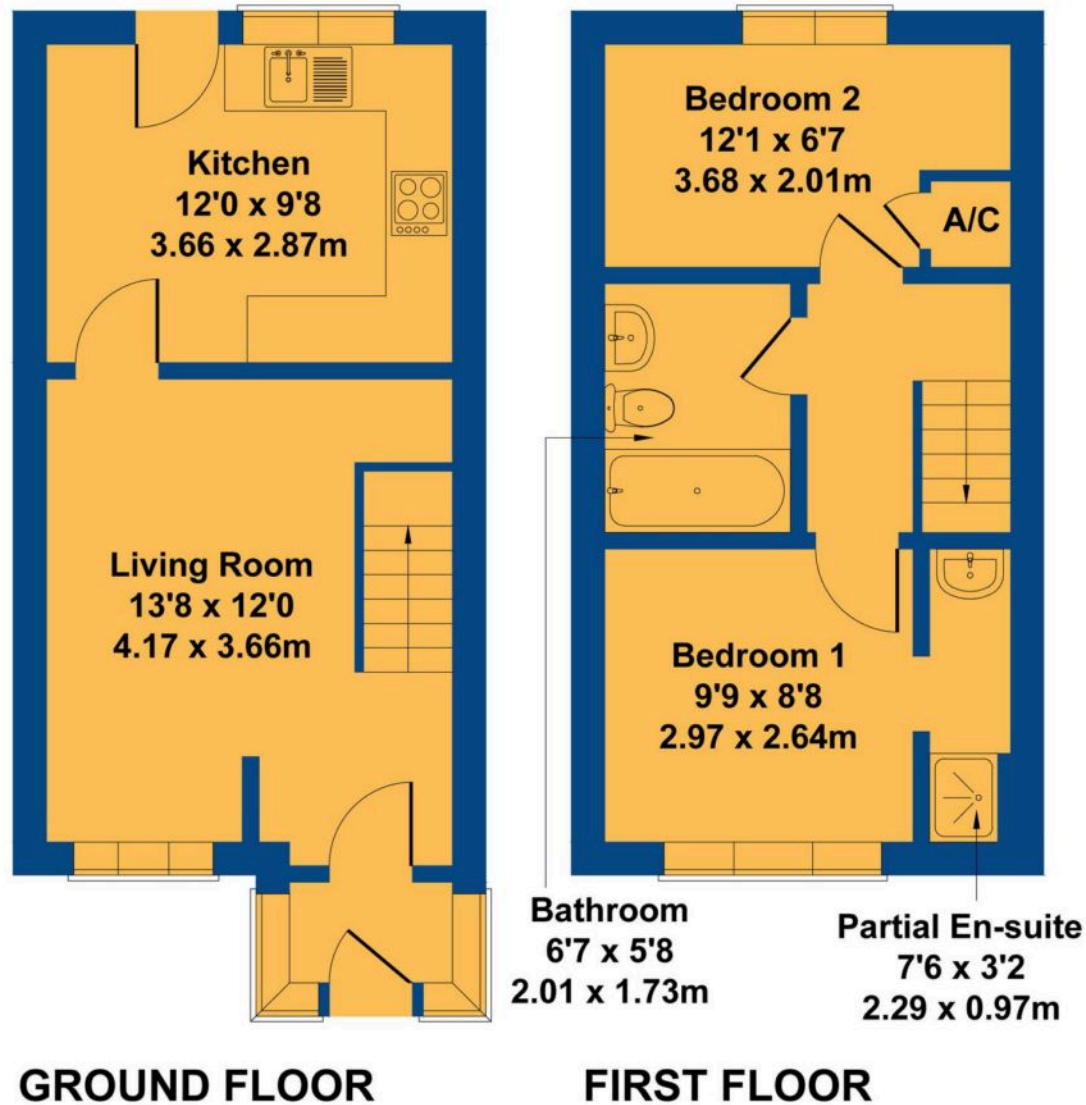 Kitchen
12'0 x 9'8
3.66 x 2.87m
Living Room
13'8 x 12'0
4.17 x 3.66m
GROUND FLOOR
Bedroom 2
12'1 x 6'7
3.68 x 2.01m
A/C
Bedroom 1
9'9 x 8'8
2.97 x 2.64m
Bathroom
6'7 x 5'8
2.01 x 1.73m
Partial En-suite
7'6 x 3'2
2.29 x 0.97m
FIRST FLOOR